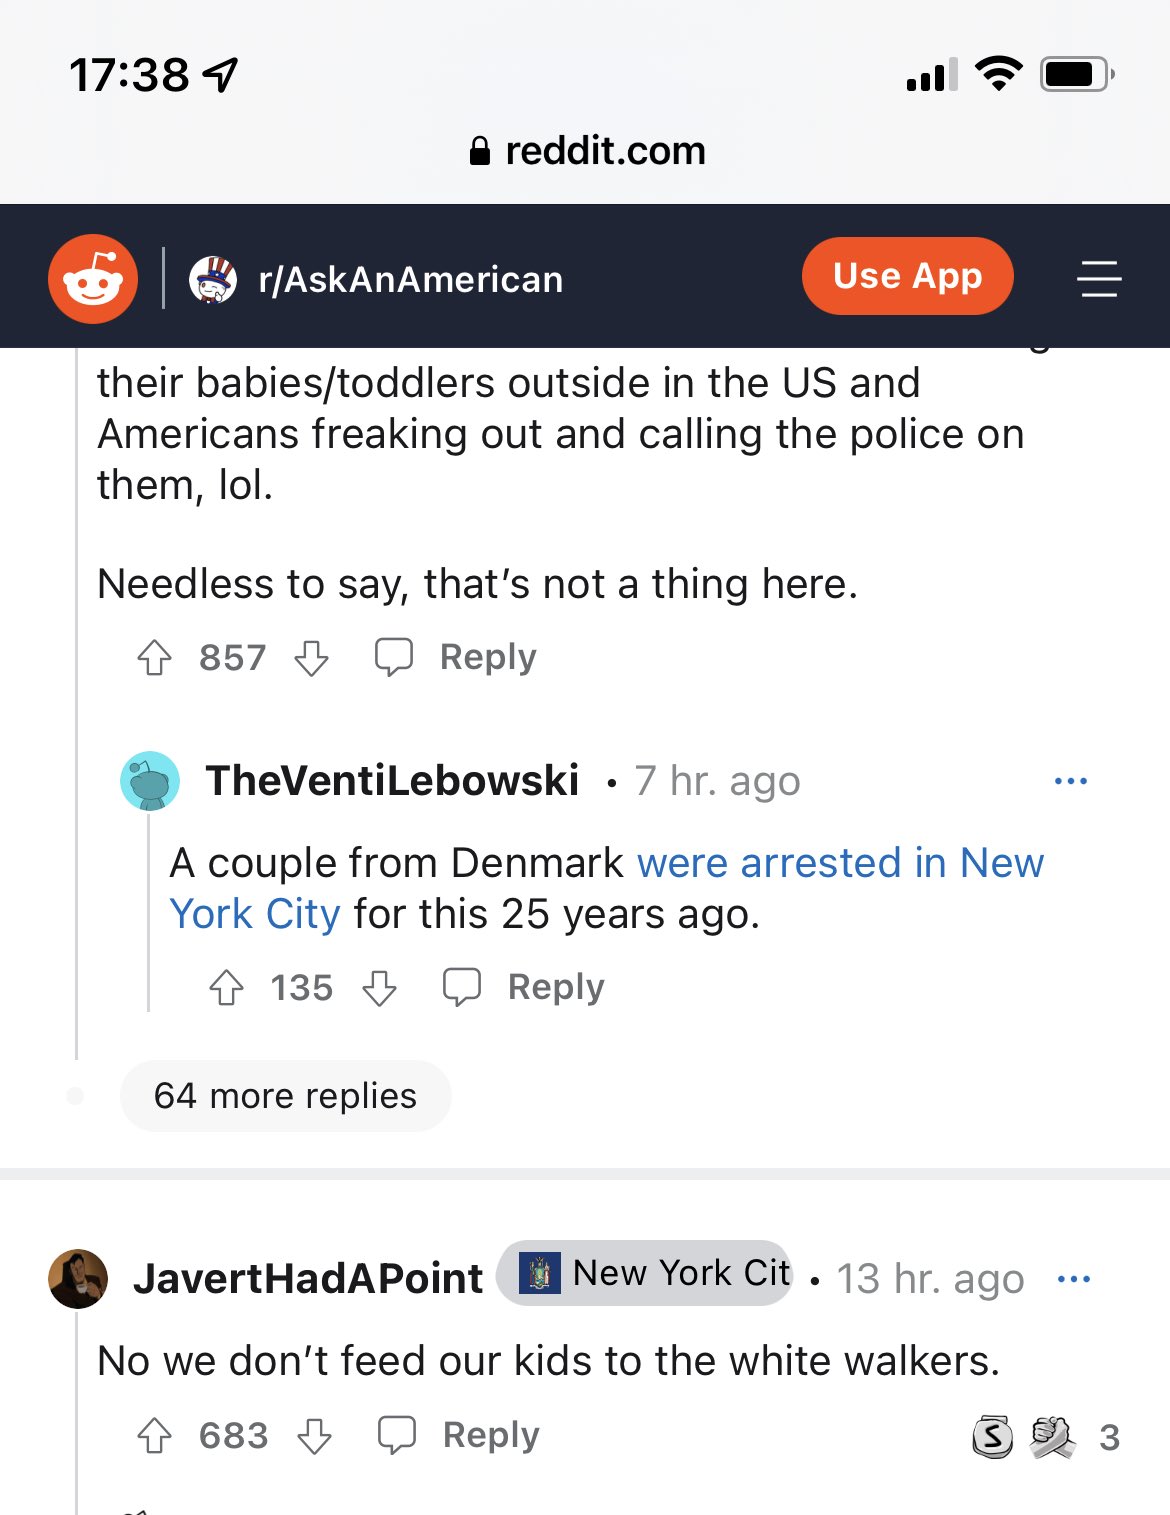 17:38
reddit.com
r/AskAnAmerican
Use App
their babies/toddlers outside in the US and
Americans freaking out and calling the police on
them, lol.
Needless to say, that’s not a thing here.
857 Reply
TheVentiLebowski • 7 hr. ago
A couple from Denmark were arrested in New
York City for this 25 years ago.
135 Reply
64 more replies
JavertHadAPoint New York Cit • 13 hr. ago
No we don’t feed our kids to the white walkers.
683 Reply S 3